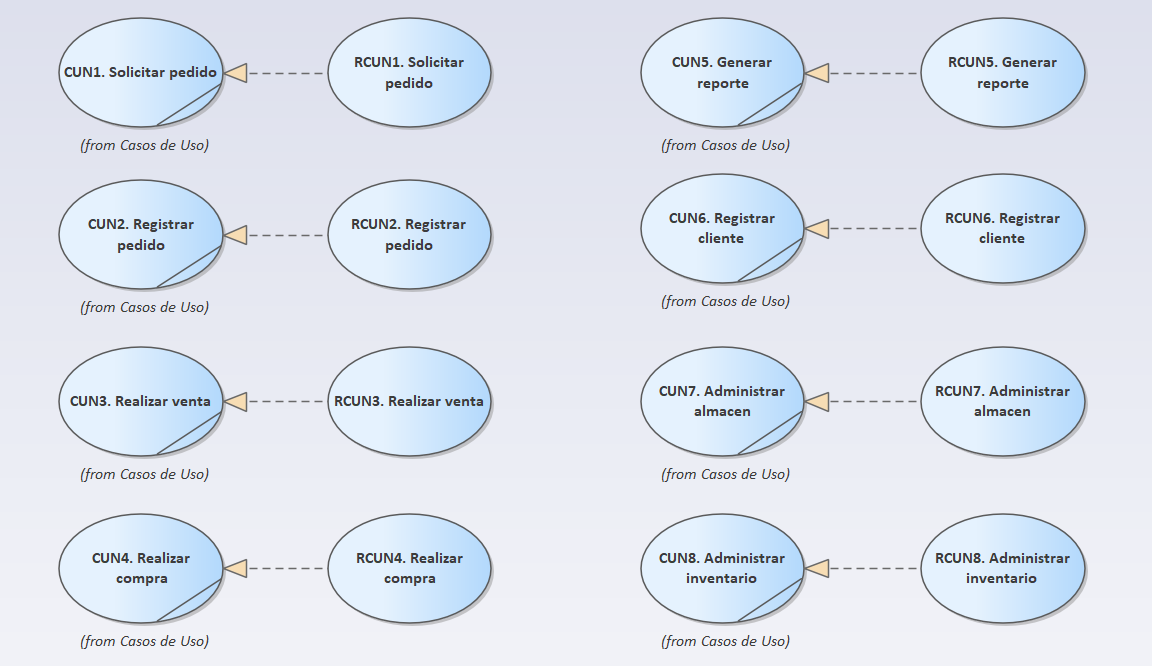 CUN1. Solicitar pedido
RCUN1. Solicitar
pedido
(from Casos de Uso)
CUN2. Registrar
pedido
RCUN2. Registrar
pedido
(from Casos de Uso)
CUN3. Realizar venta
RCUN3. Realizar venta
(from Casos de Uso)
CUN4. Realizar
compra
RCUN4. Realizar
compra
(from Casos de Uso)
CUN5. Generar
reporte
RCUN5. Generar
reporte
(from Casos de Uso)
CUN6. Registrar
cliente
RCUN6. Registrar
cliente
(from Casos de Uso)
CUN7. Administrar
almacen
RCUN7. Administrar
almacen
(from Casos de Uso)
CUN8. Administrar
inventario
RCUN8. Administrar
inventario
(from Casos de Uso)